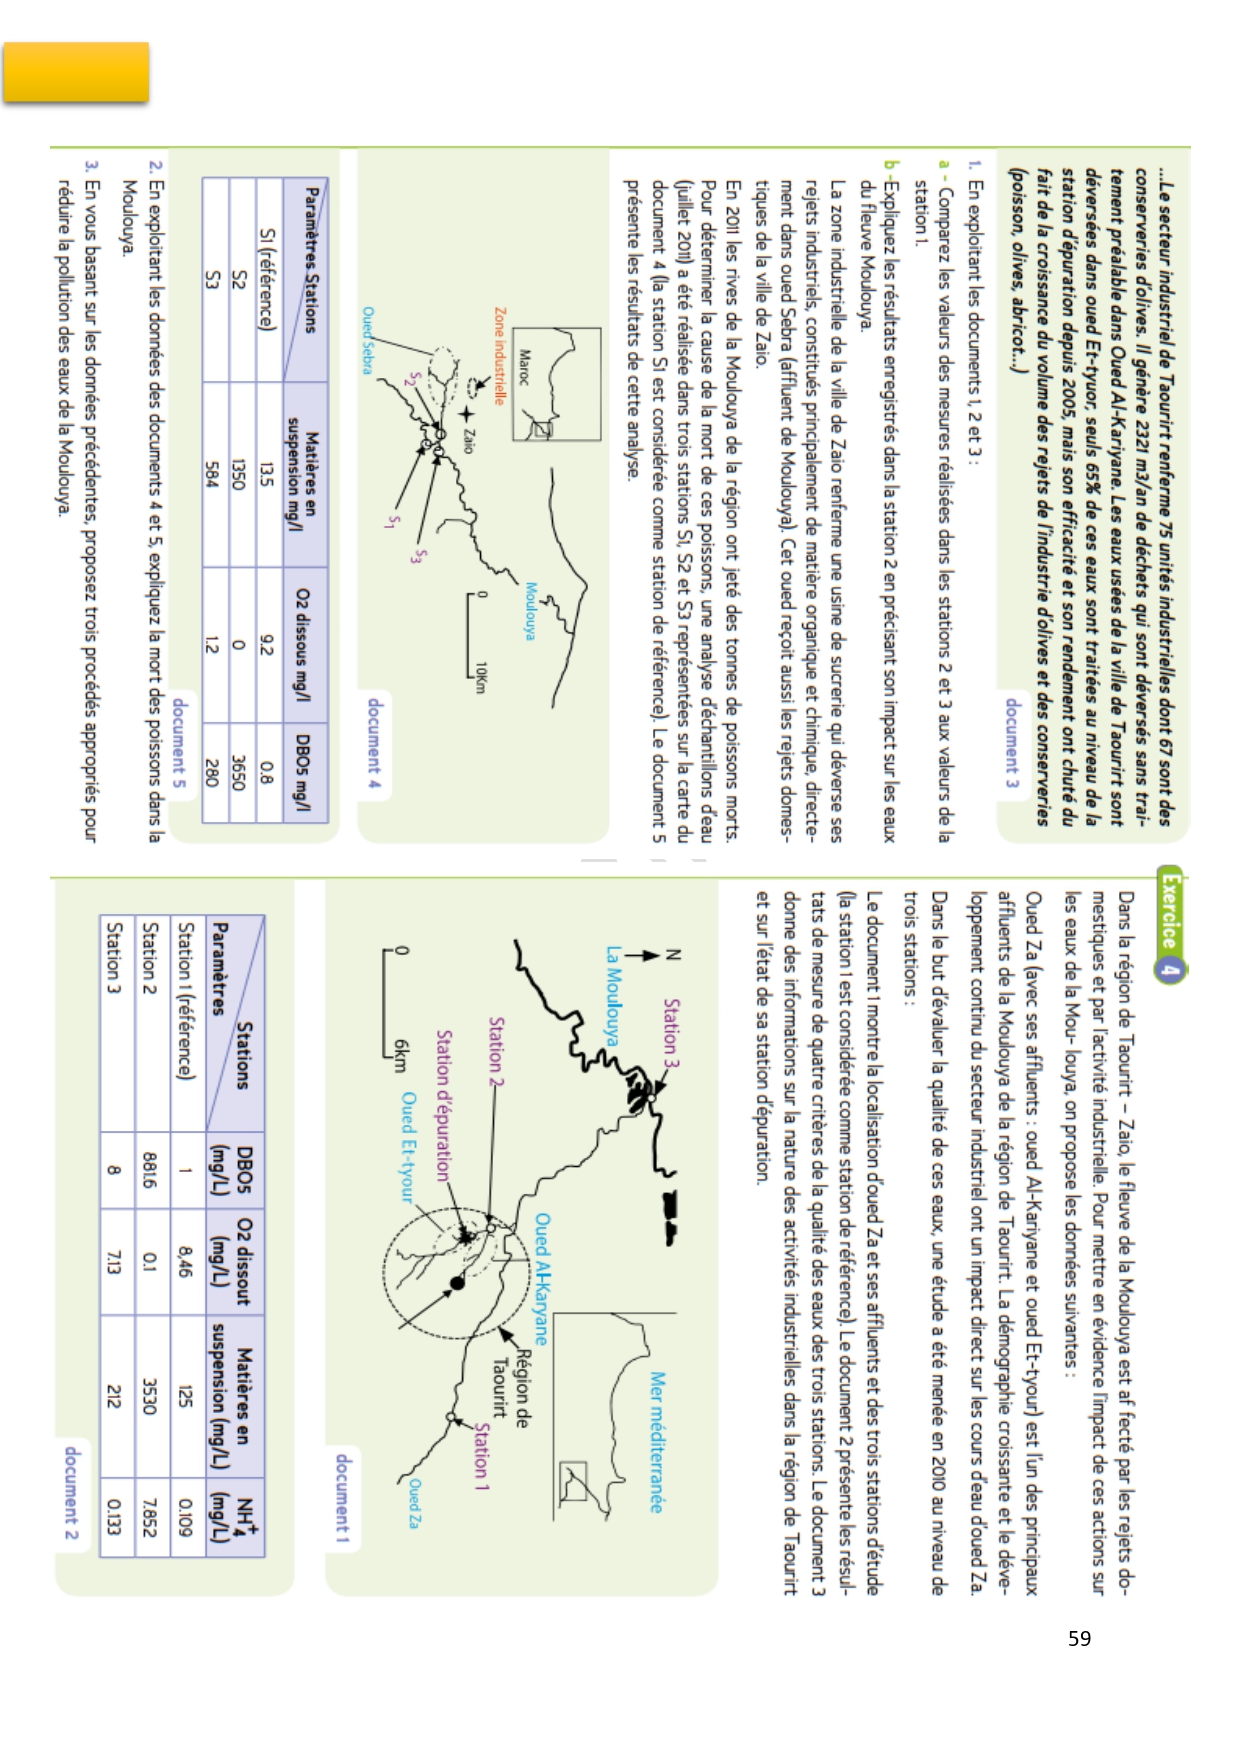 ...Le secteur industriel de Taourirt renferme 75 unités industrielles dont 67 sont des
conserveries d'olives. Il génère 2321 m3/an de déchets qui sont déversés sans trai-
tement préalable dans Oued Al-Kariyane. Les eaux usées de la ville de Taourirt sont
déversées dans oued Et-tyuor, seuls 65% de ces eaux sont traitées au niveau de la
station d'épuration depuis 2005, mais son efficacité et son rendement ont chuté du
fait de la croissance du volume des rejets de l'industrie d'olives et des conserveries
(poisson, olives, abricot...)
document 3
1. En exploitant les documents 1, 2 et 3 :
a - Comparez les valeurs des mesures réalisées dans les stations 2 et 3 aux valeurs de la
station 1.
b -Expliquez les résultats enregistrés dans la station 2 en précisant son impact sur les eaux
du fleuve Moulouya.
La zone industrielle de la ville de Zaio renferme une usine de sucrerie qui déverse ses
rejets industriels, constitués principalement de matière organique et chimique, directe-
ment dans oued Sebra (affluent de Moulouya). Cet oued reçoit aussi les rejets domes-
tiques de la ville de Zaio.
En 2011 les rives de la Moulouya de la région ont jeté des tonnes de poissons morts.
Pour déterminer la cause de la mort de ces poissons, une analyse d'échantillons d'eau
(juillet 2011) a été réalisée dans trois stations S1, S2 et S3 représentées sur la carte du
document 4 (la station S1 est considérée comme station de référence). Le document 5
présente les résultats de cette analyse.
Maroc
Zone industrielle
Zaio
Moulouya
0 10Km
S2
S3
S1
Oued Sebra
document 4
Paramètres Stations Matières en suspension mg/l O2 dissous mg/l DBO5 mg/l
S1 (référence) 13.5 9.2 0.8
S2 1350 0 3650
S3 584 1.2 280
document 5
2. En exploitant les données des documents 4 et 5, expliquez la mort des poissons dans la
Moulouya.
3. En vous basant sur les données précédentes, proposez trois procédés appropriés pour
réduire la pollution des eaux de la Moulouya.
Exercice 4
Dans la région de Taourirt – Zaio, le fleuve de la Moulouya est af fecté par les rejets do-
mestiques et par l'activité industrielle. Pour mettre en évidence l'impact de ces actions sur
les eaux de la Mou- louya, on propose les données suivantes :
Oued Za (avec ses affluents : oued Al-Kariyane et oued Et-tyour) est l'un des principaux
affluents de la Moulouya de la région de Taourirt. La démographie croissante et le déve-
loppement continu du secteur industriel ont un impact direct sur les cours d'eau d'oued Za.
Dans le but d'évaluer la qualité de ces eaux, une étude a été menée en 2010 au niveau de
trois stations :
Le document 1 montre la localisation d'oued Za et ses affluents et des trois stations d'étude
(la station 1 est considérée comme station de référence). Le document 2 présente les résul-
tats de mesure de quatre critères de la qualité des eaux des trois stations. Le document 3
donne des informations sur la nature des activités industrielles dans la région de Taourirt
et sur l'état de sa station d'épuration.
N
Station 3
Mer méditerranée
La Moulouya
Oued Al-Karyane
Région de
Taourirt
Station 2
Station 1
Station d'épuration
Oued Et-tyour
Oued Za
0 6km
document 1
Stations Paramètres DBO5 (mg/L) O2 dissout (mg/L) Matières en suspension (mg/L) NH4+ (mg/L)
Station 1 (référence) 1 8,46 125 0.109
Station 2 881.6 0.1 3530 7.852
Station 3 8 7.13 212 0.133
document 2
59